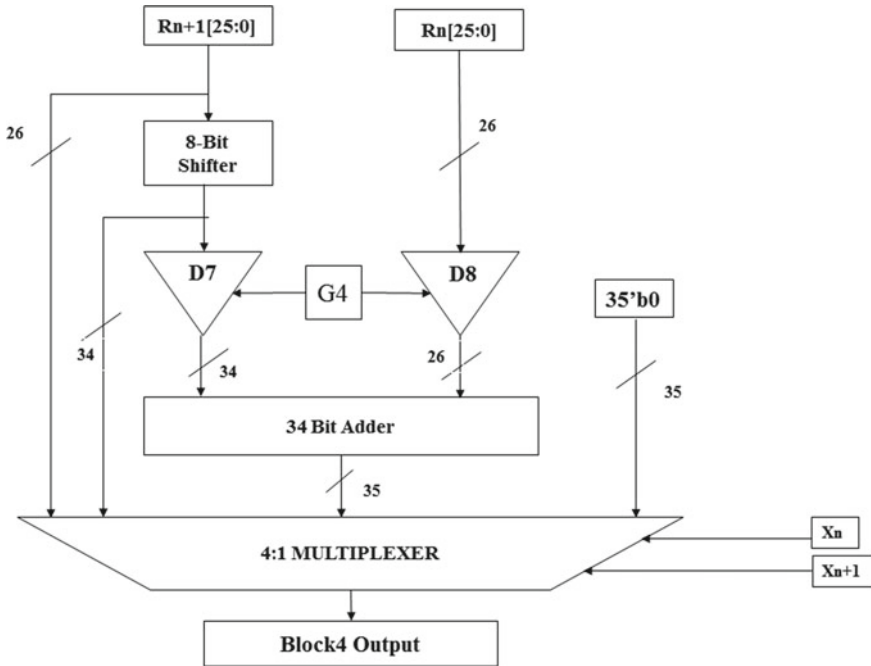 Rn+1[25:0]
Rn[25:0]
26
8-Bit
Shifter
26
D7
G4
D8
35'b0
34
34
26
35
34 Bit Adder
35
4:1 MULTIPLEXER
Xn
Xn+1
Block4 Output